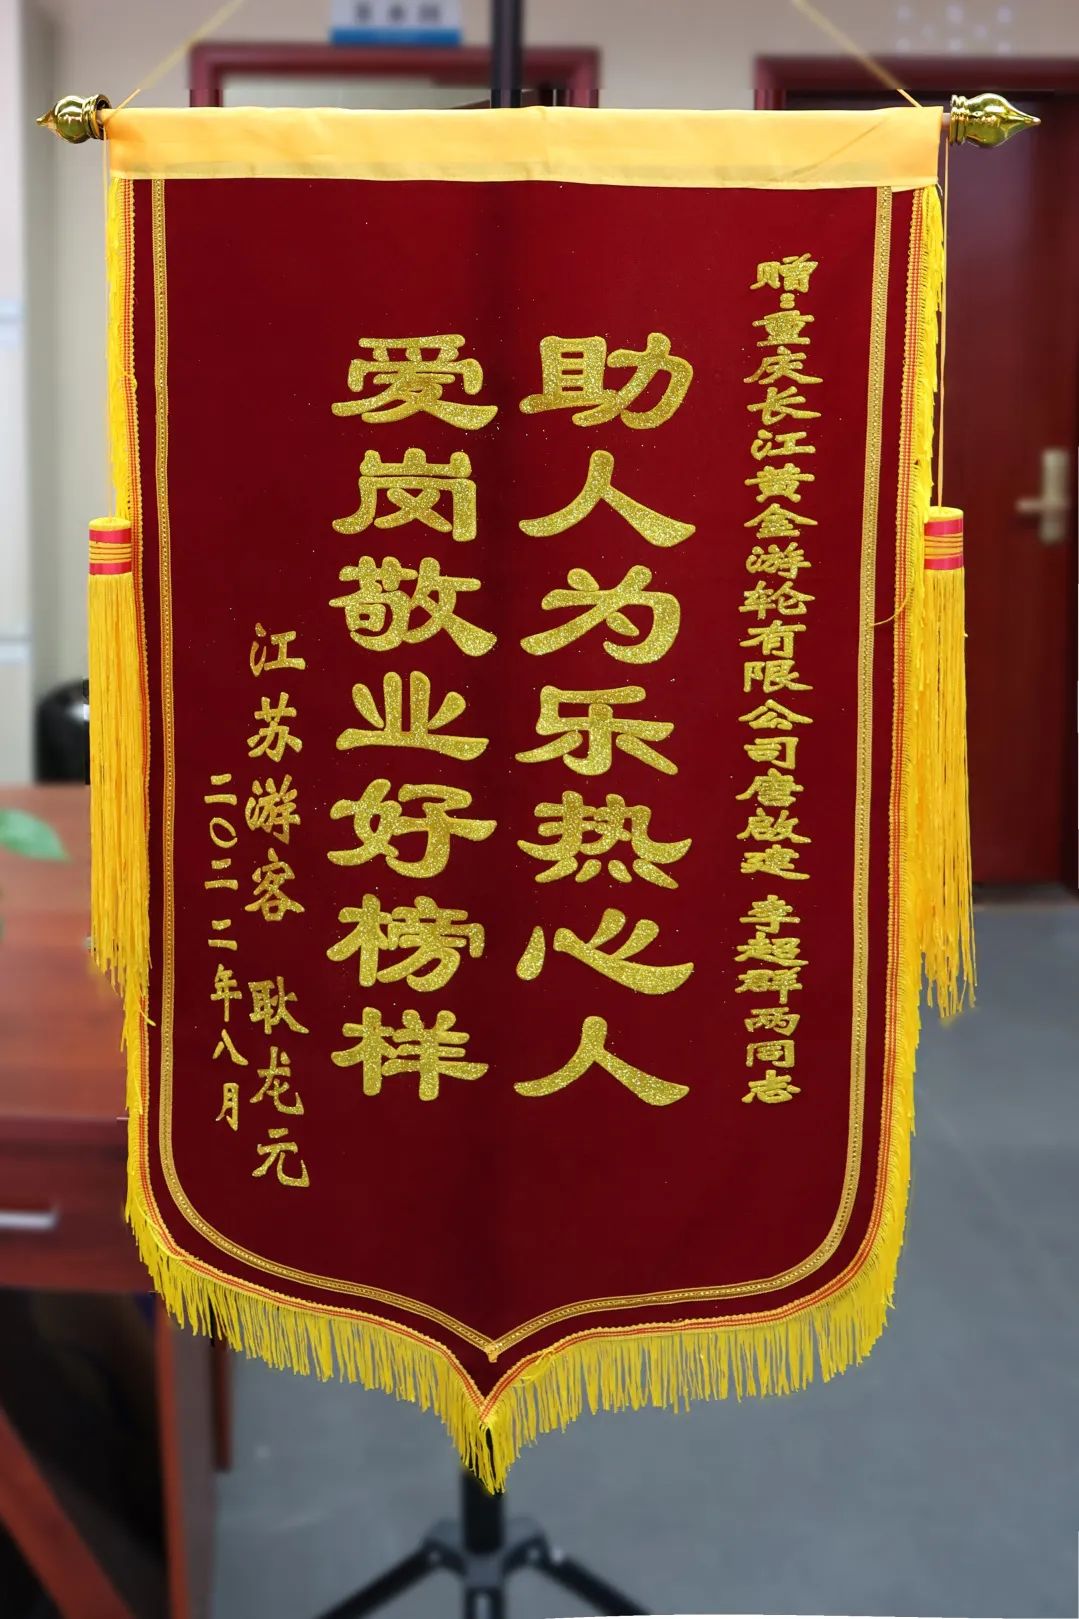 赠：重庆长江黄金游轮有限公司唐啟建 李超群两同志
助人为乐热心人
爱岗敬业好榜样
江苏游客 耿龙元
二〇二二年八月